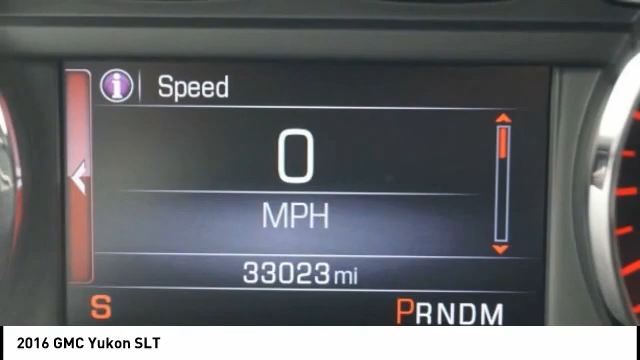 i Speed
0
MPH
33023 mi
S PRNDM
2016 GMC Yukon SLT